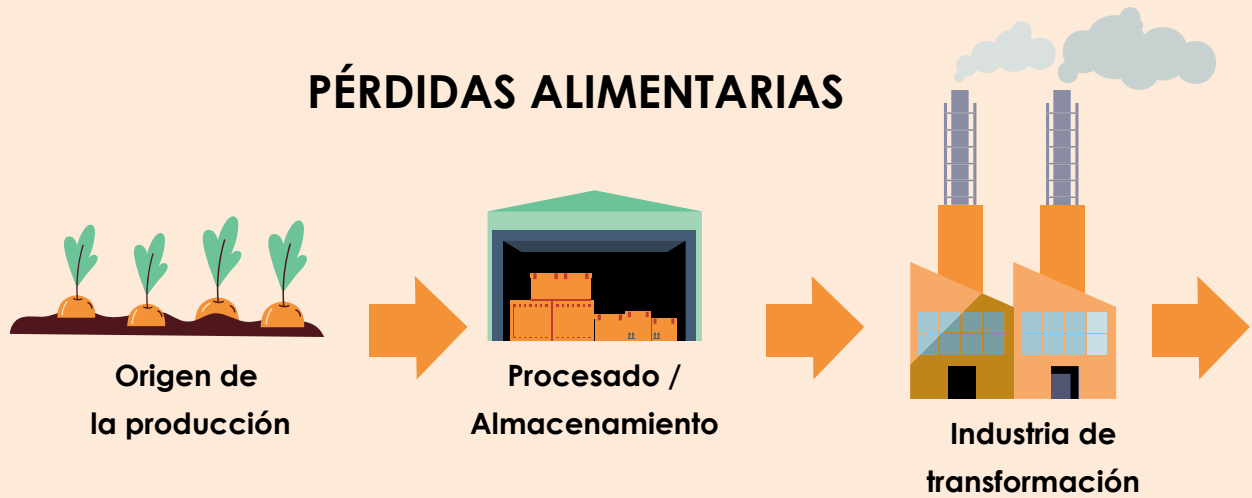 PÉRDIDAS ALIMENTARIAS
Origen de
la producción
Procesado /
Almacenamiento
Industria de
transformación